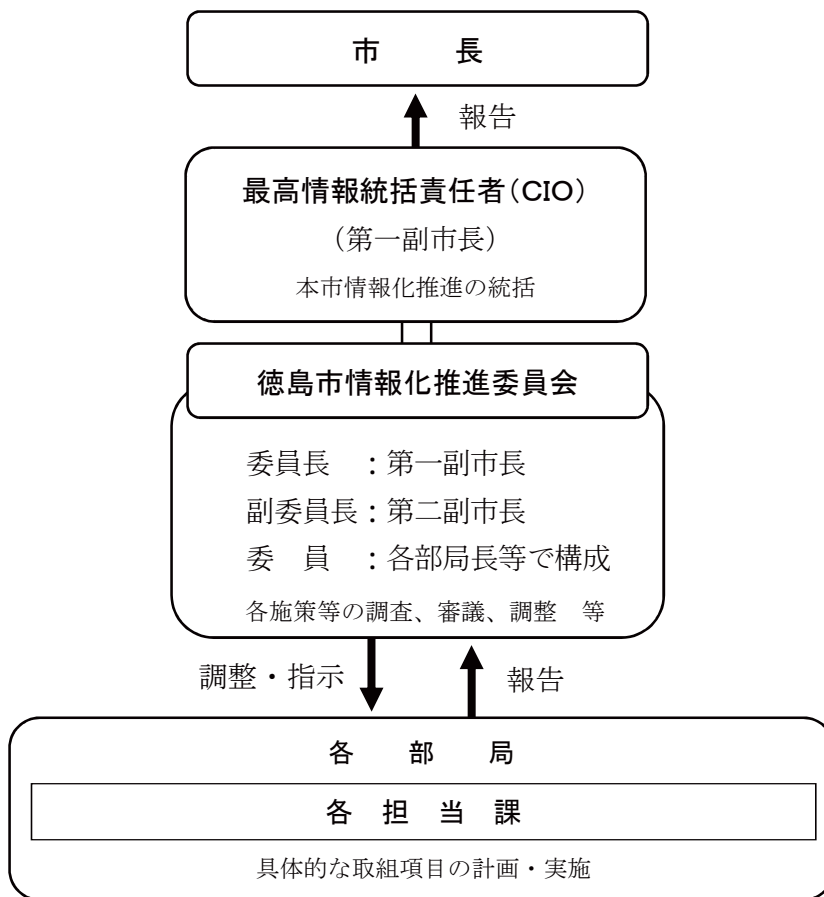 市　　　長
報告
最高情報統括責任者（CIO）
（第一副市長）
本市情報化推進の統括
徳島市情報化推進委員会
委員長　：第一副市長
副委員長：第二副市長
委　員　：各部局長等で構成
各施策等の調査、審議、調整　等
調整・指示
報告
各　部　局
各　担　当　課
具体的な取組項目の計画・実施